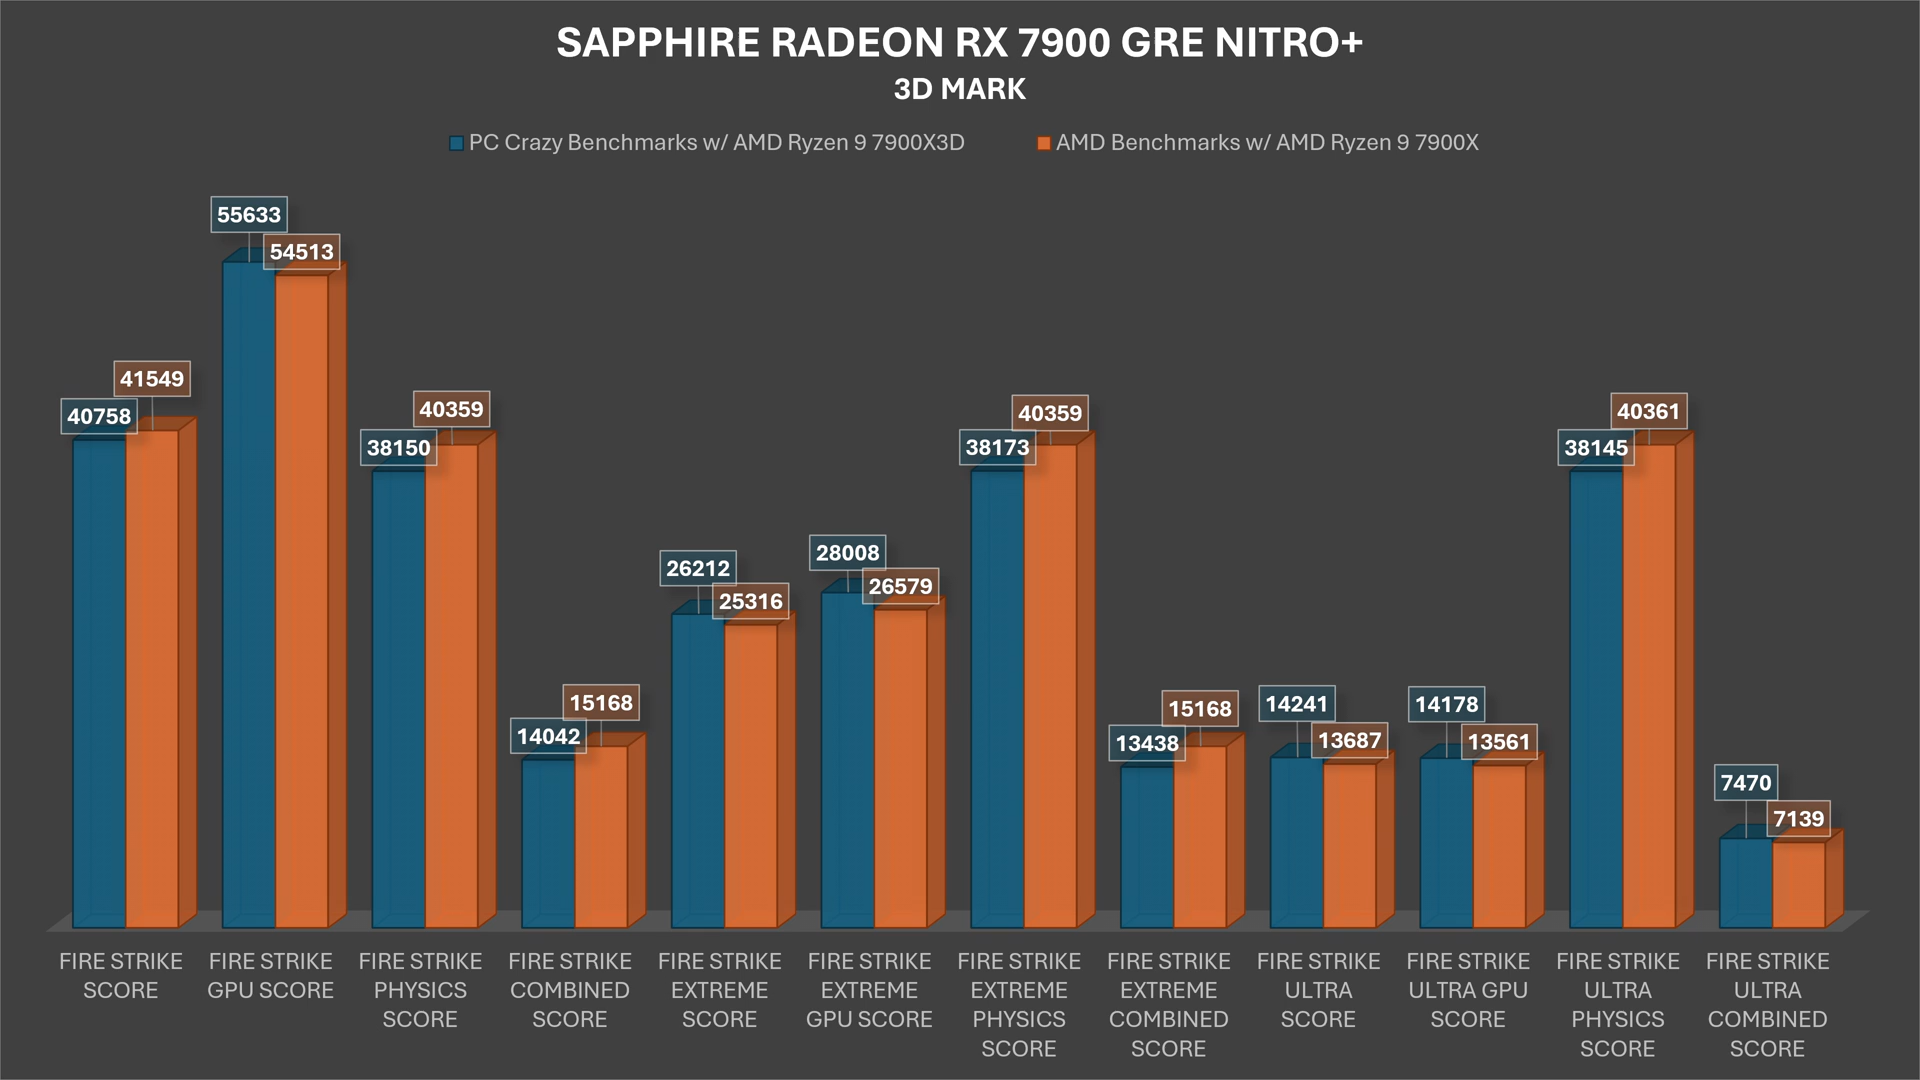 SAPPHIRE RADEON RX 7900 GRE NITRO+
3D MARK
PC Crazy Benchmarks w/ AMD Ryzen 9 7900X3D
AMD Benchmarks w/ AMD Ryzen 9 7900X
40758
41549
55633
54513
38150
40359
14042
15168
26212
25316
28008
26579
38173
40359
13438
15168
14241
13687
14178
13561
38145
40361
7470
7139
FIRE STRIKE
SCORE
FIRE STRIKE
GPU SCORE
FIRE STRIKE
PHYSICS
SCORE
FIRE STRIKE
COMBINED
SCORE
FIRE STRIKE
EXTREME
SCORE
FIRE STRIKE
EXTREME
GPU SCORE
FIRE STRIKE
EXTREME
PHYSICS
SCORE
FIRE STRIKE
EXTREME
COMBINED
SCORE
FIRE STRIKE
ULTRA
SCORE
FIRE STRIKE
ULTRA GPU
SCORE
FIRE STRIKE
ULTRA
PHYSICS
SCORE
FIRE STRIKE
ULTRA
COMBINED
SCORE